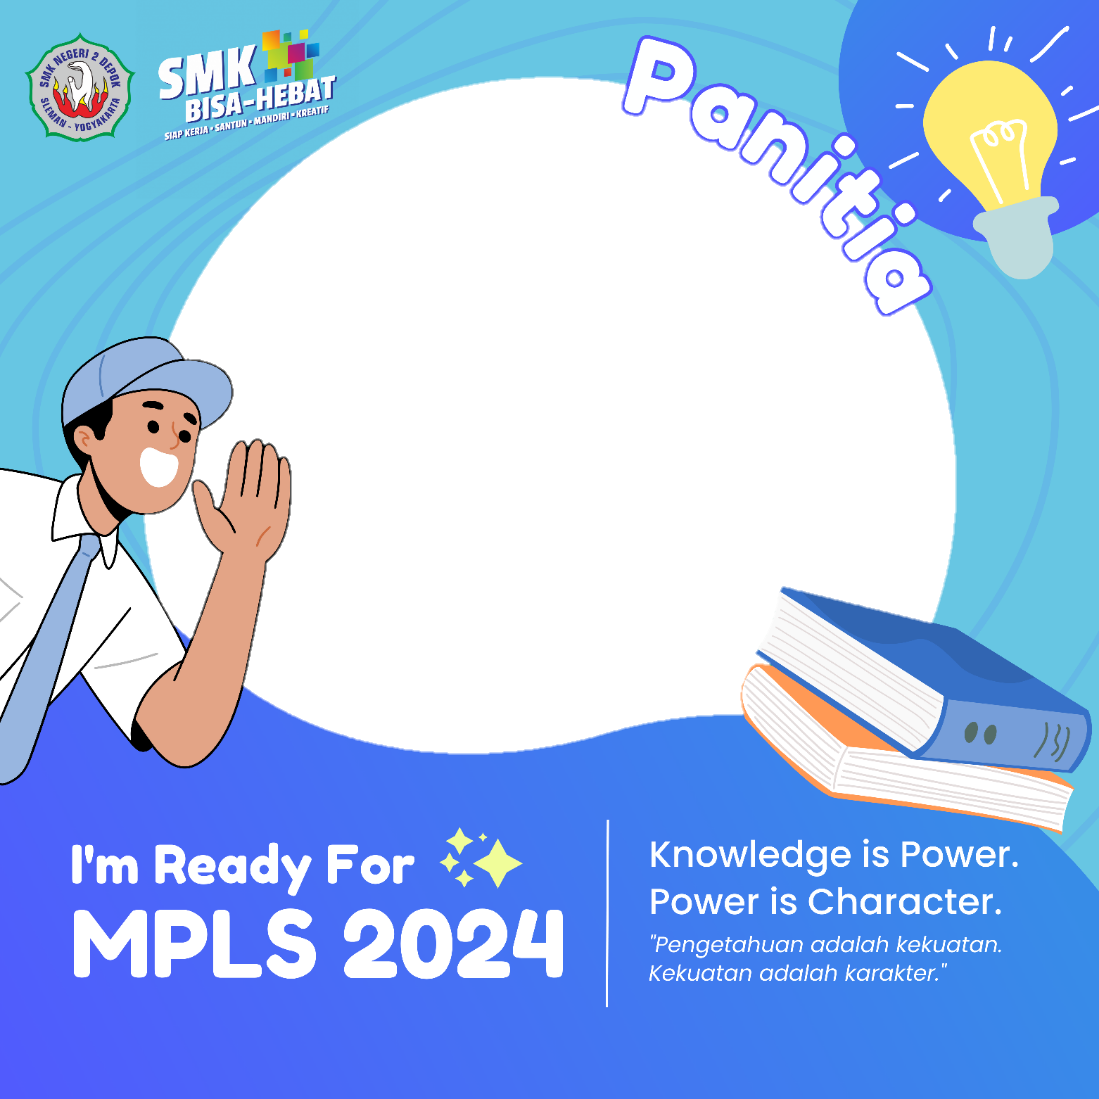 SMK NEGERI 2 DEPOK
SLEMAN - YOGYAKARTA
SMK
BISA-HEBAT
SIAP KERJA • SANTUN • MANDIRI • KREATIF
Panitia
I'm Ready For
MPLS 2024
Knowledge is Power.
Power is Character.
"Pengetahuan adalah kekuatan.
Kekuatan adalah karakter."